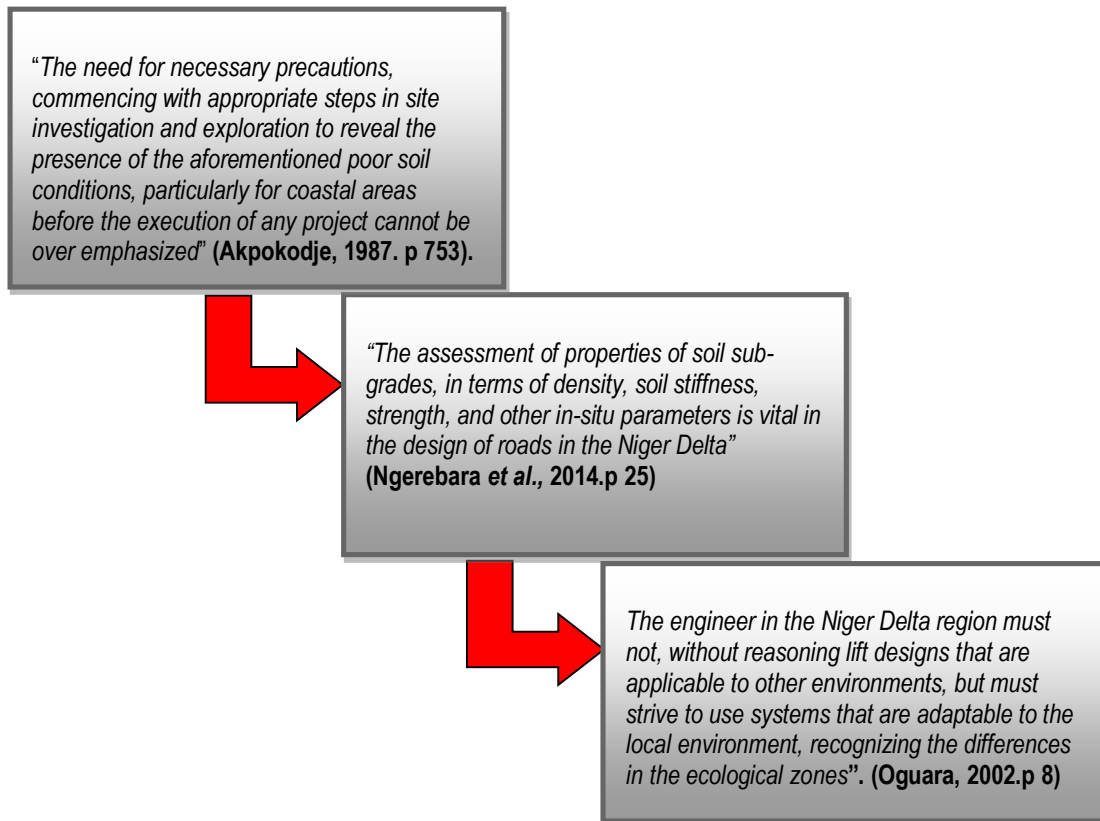 “The need for necessary precautions,
commencing with appropriate steps in site
investigation and exploration to reveal the
presence of the aforementioned poor soil
conditions, particularly for coastal areas
before the execution of any project cannot be
over emphasized” (Akpokodje, 1987. p 753).
“The assessment of properties of soil sub-
grades, in terms of density, soil stiffness,
strength, and other in-situ parameters is vital in
the design of roads in the Niger Delta”
(Ngerebara et al., 2014.p 25)
The engineer in the Niger Delta region must
not, without reasoning lift designs that are
applicable to other environments, but must
strive to use systems that are adaptable to the
local environment, recognizing the differences
in the ecological zones”. (Oguara, 2002.p 8)